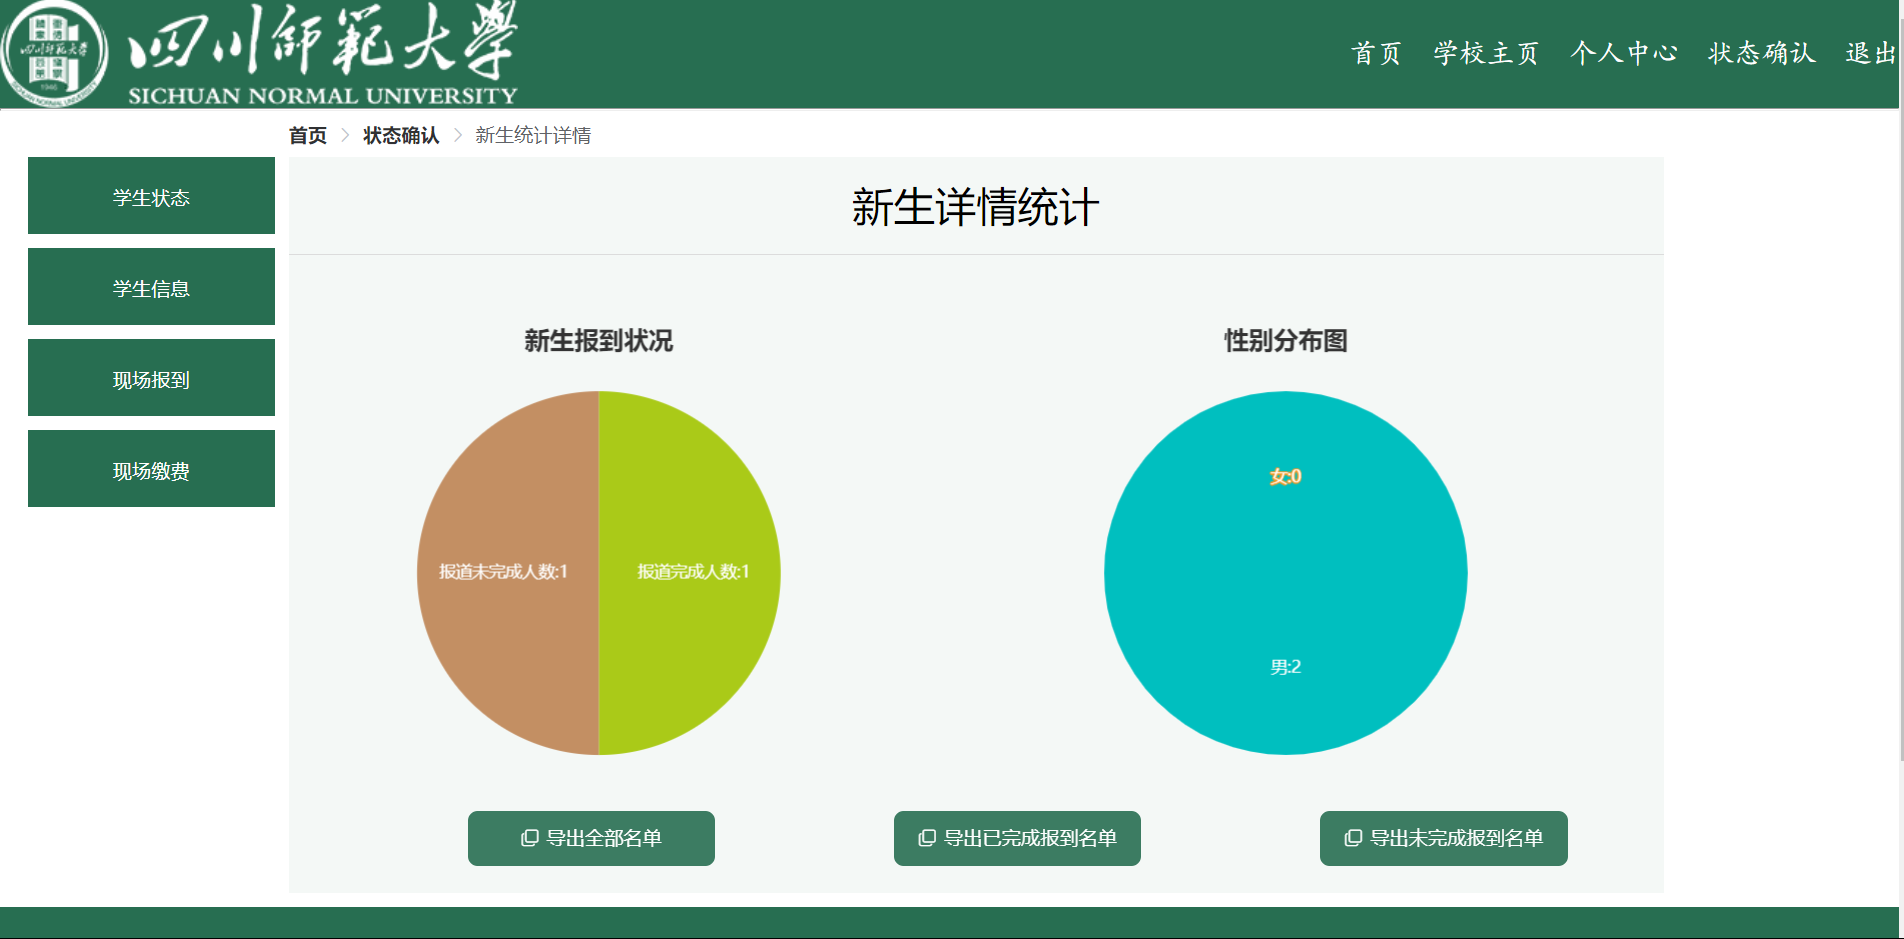 四川師範大學
SICHUAN NORMAL UNIVERSITY
首页 学校主页 个人中心 状态确认 退出
首页 > 状态确认 > 新生统计详情
学生状态
学生信息
现场报到
现场缴费
新生详情统计
新生报到状况
报道未完成人数:1
报道完成人数:1
性别分布图
女:0
男:2
导出全部名单
导出已完成报到名单
导出未完成报到名单